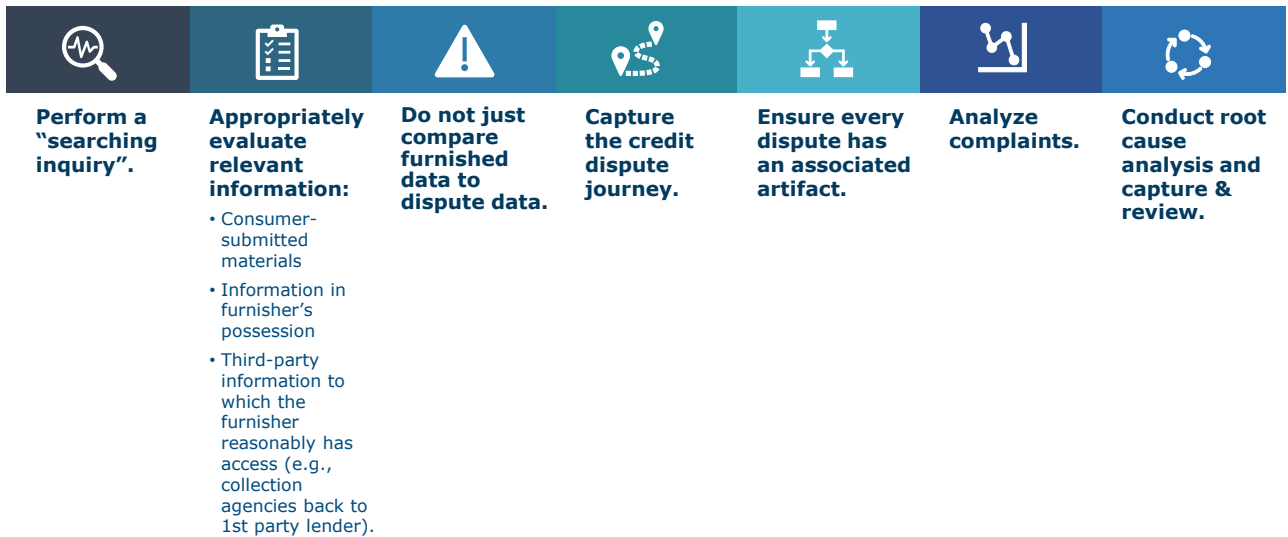 Perform a
“searching
inquiry”.
Appropriately
evaluate
relevant
information:
• Consumer-
submitted
materials
• Information in
furnisher’s
possession
• Third-party
information to
which the
furnisher
reasonably has
access (e.g.,
collection
agencies back to
1st party lender).
Do not just
compare
furnished
data to
dispute data.
Capture
the credit
dispute
journey.
Ensure every
dispute has
an associated
artifact.
Analyze
complaints.
Conduct root
cause
analysis and
capture &
review.